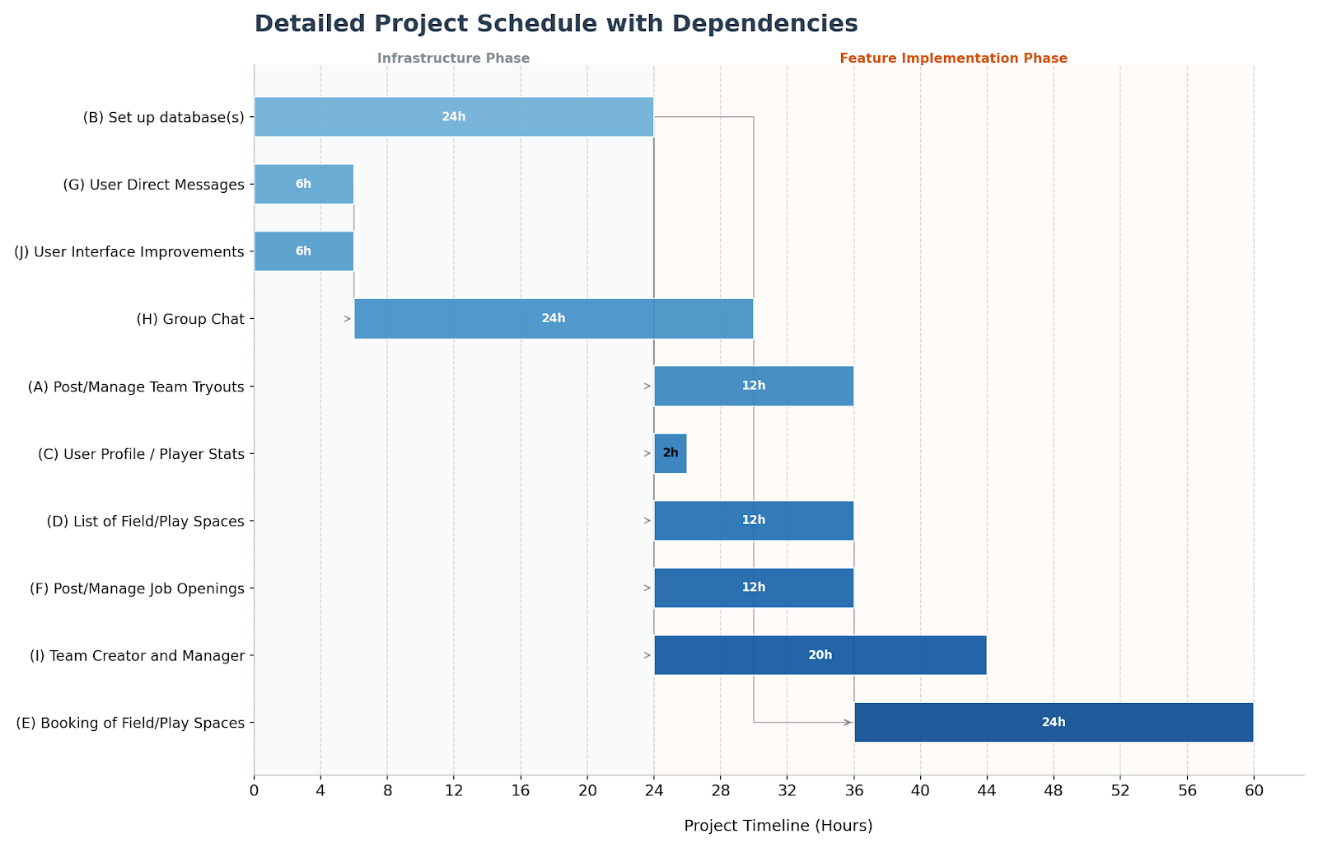 Detailed Project Schedule with Dependencies
Infrastructure Phase
Feature Implementation Phase
(B) Set up database(s)
24h
(G) User Direct Messages
6h
(J) User Interface Improvements
6h
(H) Group Chat
24h
(A) Post/Manage Team Tryouts
12h
(C) User Profile / Player Stats
2h
(D) List of Field/Play Spaces
12h
(F) Post/Manage Job Openings
12h
(I) Team Creator and Manager
20h
(E) Booking of Field/Play Spaces
24h
0 4 8 12 16 20 24 28 32 36 40 44 48 52 56 60
Project Timeline (Hours)